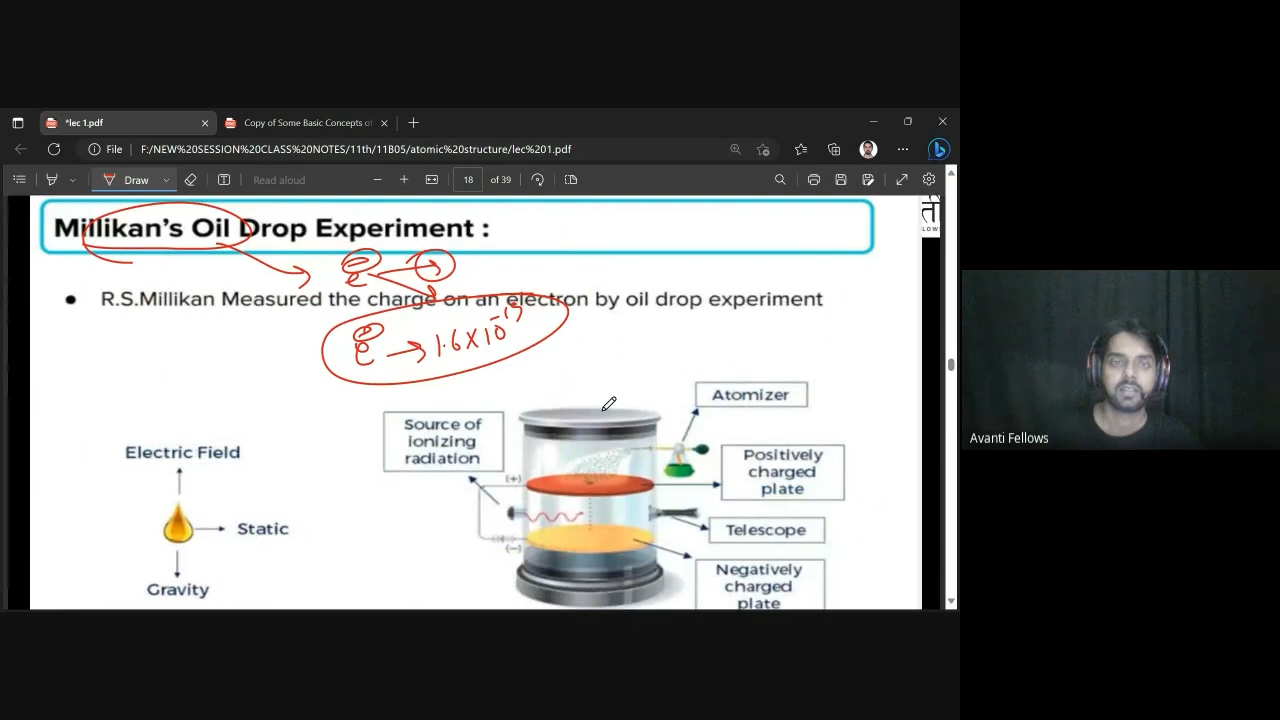 *lec 1.pdf
Copy of Some Basic Concepts of
File
F:/NEW%20SESSION%20CLASS%20NOTES/11th/11B05/atomic%20structure/lec%201.pdf
Draw
Read aloud
18 of 39
Millikan's Oil Drop Experiment :
ती
LOW
e⊖
● R.S.Millikan Measured the charge on an electron by oil drop experiment
e⊖ → 1.6×10⁻¹⁹
Atomizer
Source of
ionizing
radiation
Electric Field
Positively
charged
plate
(+)
Static
Telescope
(−)
Gravity
Negatively
charged
plate
Avanti Fellows